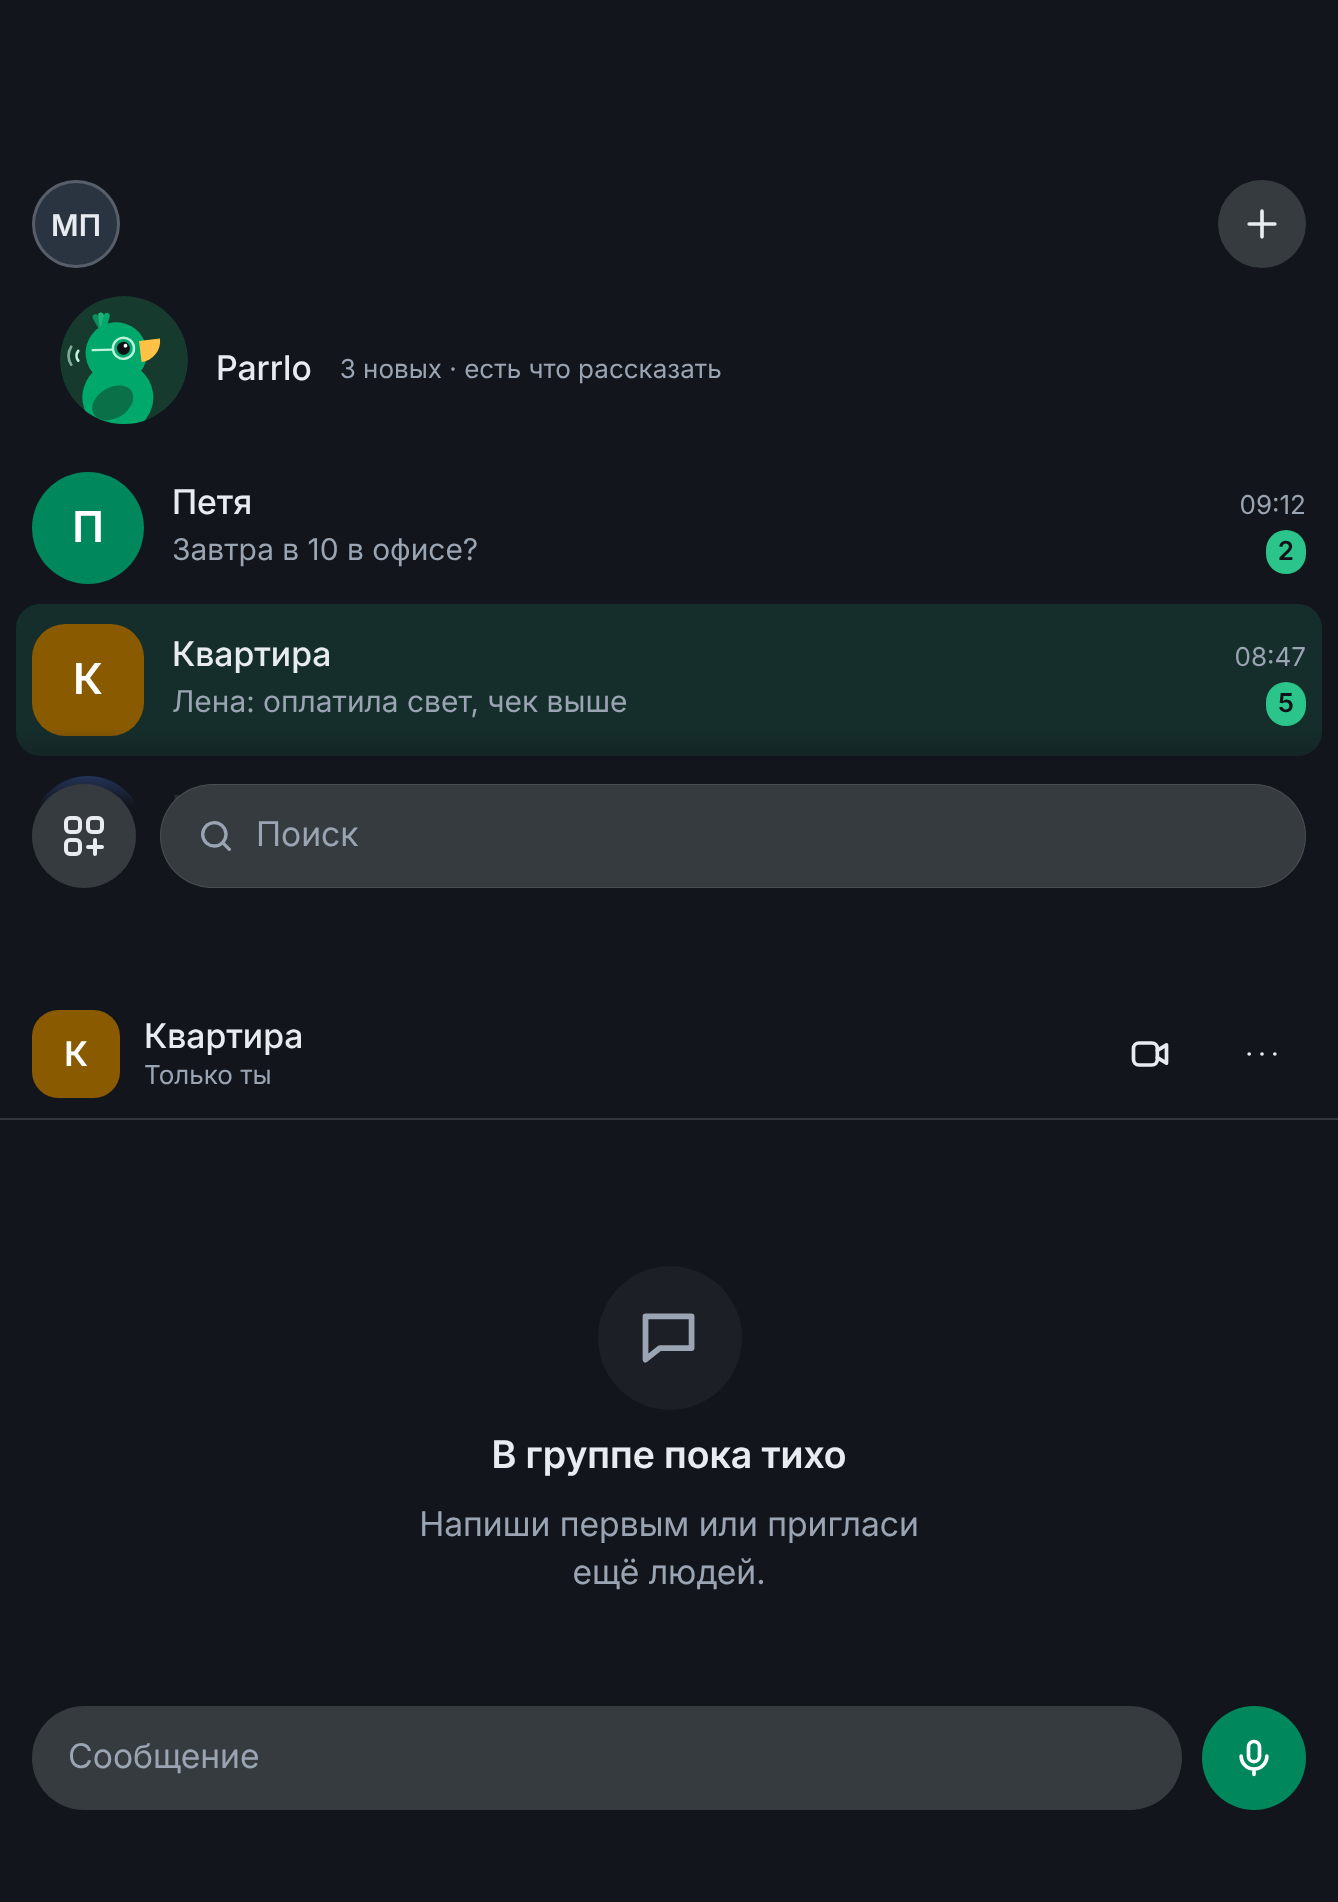 МП
Parrlo 3 новых · есть что рассказать
П
Петя
09:12
Завтра в 10 в офисе?
2
К
Квартира
08:47
Лена: оплатила свет, чек выше
5
Поиск
К
Квартира
Только ты
В группе пока тихо
Напиши первым или пригласи
ещё людей.
Сообщение